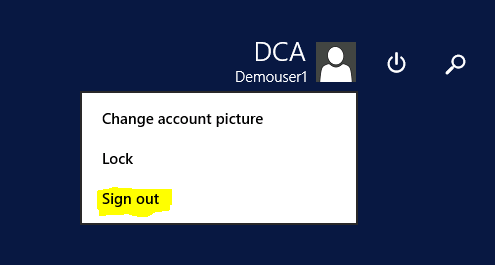 DCA
Demouser1
Change account picture
Lock
Sign out